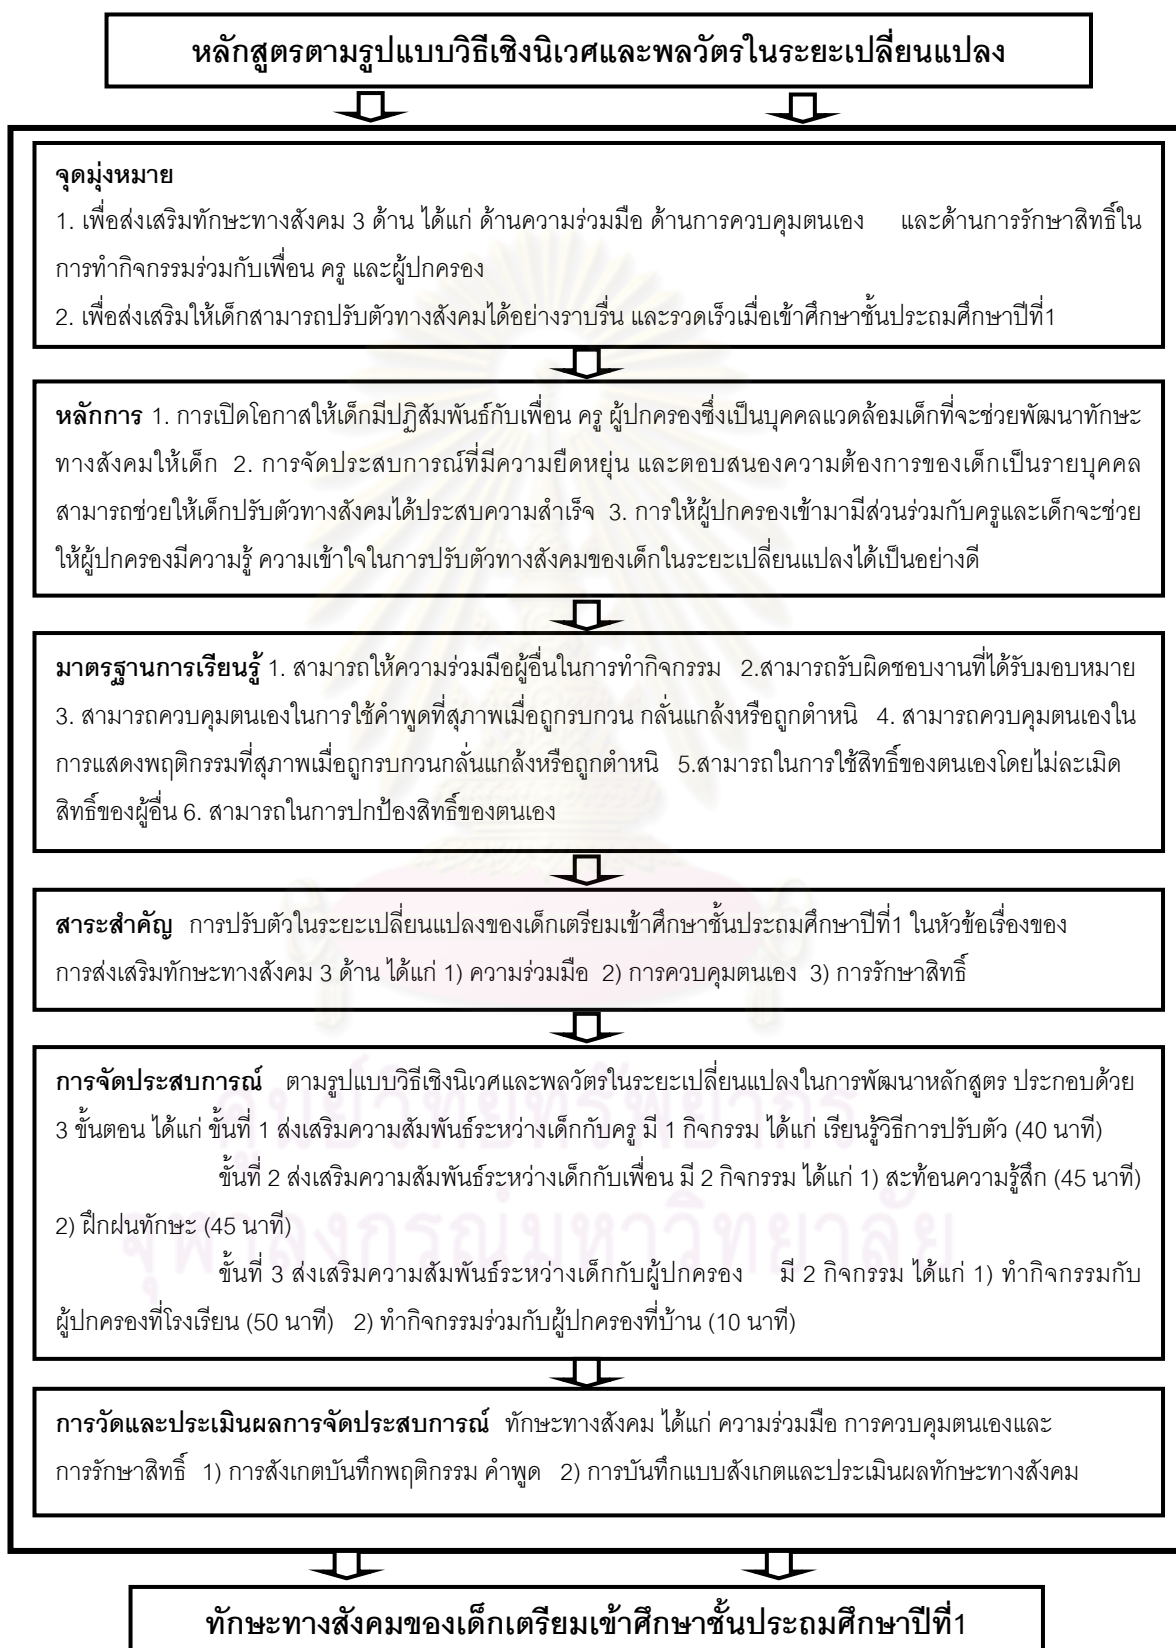 หลักสูตรตามรูปแบบวิธีเชิงนิเวศและพลวัตรในระยะเปลี่ยนแปลง
จุดมุ่งหมาย
1. เพื่อส่งเสริมทักษะทางสังคม 3 ด้าน ได้แก่ ด้านความร่วมมือ ด้านการควบคุมตนเอง และด้านการรักษาสิทธิ์ใน
การทำกิจกรรมร่วมกับเพื่อน ครู และผู้ปกครอง
2. เพื่อส่งเสริมให้เด็กสามารถปรับตัวทางสังคมได้อย่างราบรื่น และรวดเร็วเมื่อเข้าศึกษาชั้นประถมศึกษาปีที่1
หลักการ 1. การเปิดโอกาสให้เด็กมีปฏิสัมพันธ์กับเพื่อน ครู ผู้ปกครองซึ่งเป็นบุคคลแวดล้อมเด็กที่จะช่วยพัฒนาทักษะ
ทางสังคมให้เด็ก 2. การจัดประสบการณ์ที่มีความยืดหยุ่น และตอบสนองความต้องการของเด็กเป็นรายบุคคล
สามารถช่วยให้เด็กปรับตัวทางสังคมได้ประสบความสำเร็จ 3. การให้ผู้ปกครองเข้ามามีส่วนร่วมกับครูและเด็กจะช่วย
ให้ผู้ปกครองมีความรู้ ความเข้าใจในการปรับตัวทางสังคมของเด็กในระยะเปลี่ยนแปลงได้เป็นอย่างดี
มาตรฐานการเรียนรู้ 1. สามารถให้ความร่วมมือผู้อื่นในการทำกิจกรรม 2.สามารถรับผิดชอบงานที่ได้รับมอบหมาย
3. สามารถควบคุมตนเองในการใช้คำพูดที่สุภาพเมื่อถูกรบกวน กลั่นแกล้งหรือถูกตำหนิ 4. สามารถควบคุมตนเองใน
การแสดงพฤติกรรมที่สุภาพเมื่อถูกรบกวนกลั่นแกล้งหรือถูกตำหนิ 5.สามารถในการใช้สิทธิ์ของตนเองโดยไม่ละเมิด
สิทธิ์ของผู้อื่น 6. สามารถในการปกป้องสิทธิ์ของตนเอง
สาระสำคัญ การปรับตัวในระยะเปลี่ยนแปลงของเด็กเตรียมเข้าศึกษาชั้นประถมศึกษาปีที่1 ในหัวข้อเรื่องของ
การส่งเสริมทักษะทางสังคม 3 ด้าน ได้แก่ 1) ความร่วมมือ 2) การควบคุมตนเอง 3) การรักษาสิทธิ์
การจัดประสบการณ์ ตามรูปแบบวิธีเชิงนิเวศและพลวัตรในระยะเปลี่ยนแปลงในการพัฒนาหลักสูตร ประกอบด้วย
3 ขั้นตอน ได้แก่ ขั้นที่ 1 ส่งเสริมความสัมพันธ์ระหว่างเด็กกับครู มี 1 กิจกรรม ได้แก่ เรียนรู้วิธีการปรับตัว (40 นาที)
ขั้นที่ 2 ส่งเสริมความสัมพันธ์ระหว่างเด็กกับเพื่อน มี 2 กิจกรรม ได้แก่ 1) สะท้อนความรู้สึก (45 นาที)
2) ฝึกฝนทักษะ (45 นาที)
ขั้นที่ 3 ส่งเสริมความสัมพันธ์ระหว่างเด็กกับผู้ปกครอง มี 2 กิจกรรม ได้แก่ 1) ทำกิจกรรมกับ
ผู้ปกครองที่โรงเรียน (50 นาที) 2) ทำกิจกรรมร่วมกับผู้ปกครองที่บ้าน (10 นาที)
ศูนย์วิทยทรัพยากร
จุฬาลงกรณ์มหาวิทยาลัย
การวัดและประเมินผลการจัดประสบการณ์ ทักษะทางสังคม ได้แก่ ความร่วมมือ การควบคุมตนเองและ
การรักษาสิทธิ์ 1) การสังเกตบันทึกพฤติกรรม คำพูด 2) การบันทึกแบบสังเกตและประเมินผลทักษะทางสังคม
ทักษะทางสังคมของเด็กเตรียมเข้าศึกษาชั้นประถมศึกษาปีที่1